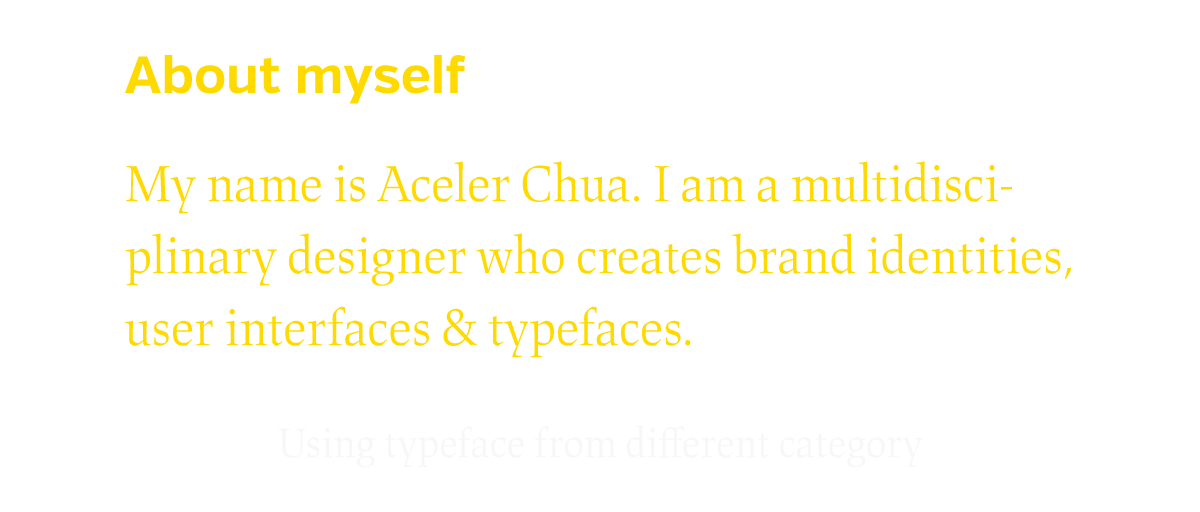 About myself
My name is Aceler Chua. I am a multidisci-
plinary designer who creates brand identities,
user interfaces & typefaces.
Using typeface from different category